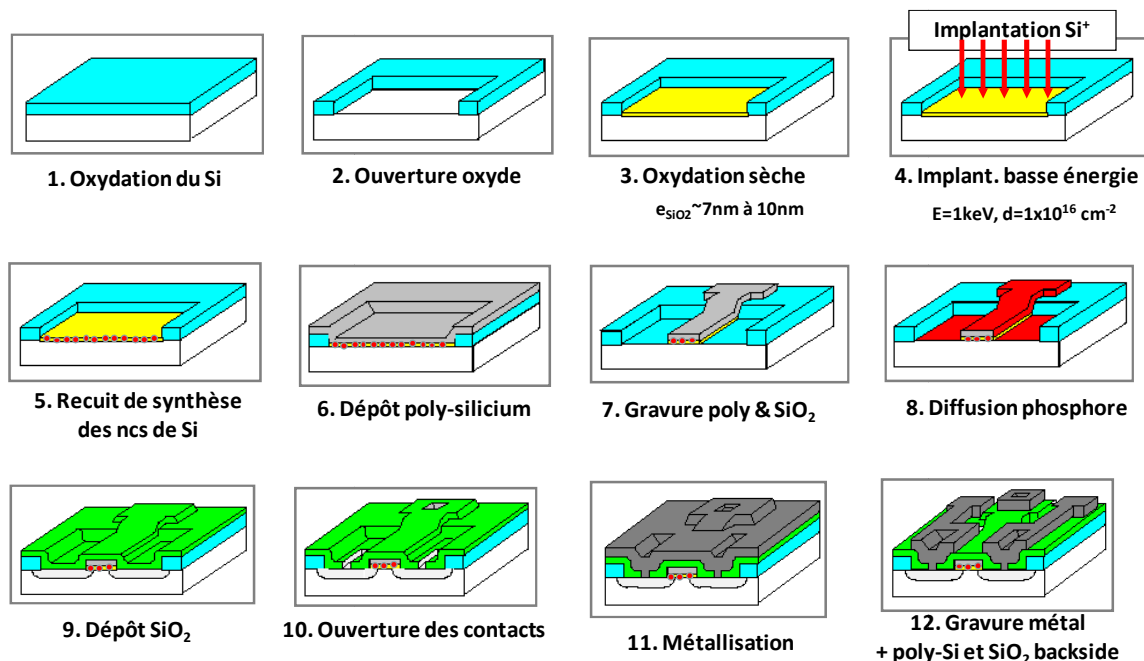 Implantation Si⁺
1. Oxydation du Si
2. Ouverture oxyde
3. Oxydation sèche
e_SiO2~7nm à 10nm
4. Implant. basse énergie
E=1keV, d=1x10¹⁶ cm⁻²
5. Recuit de synthèse
des ncs de Si
6. Dépôt poly-silicium
7. Gravure poly & SiO₂
8. Diffusion phosphore
9. Dépôt SiO₂
10. Ouverture des contacts
11. Métallisation
12. Gravure métal
+ poly-Si et SiO₂ backside